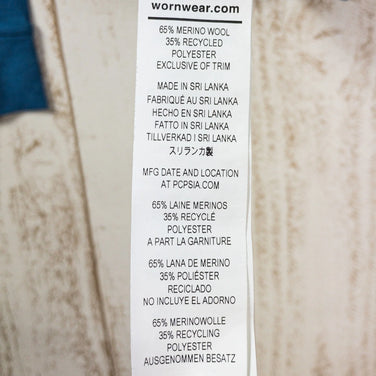 wornwear.com
65% MERINO WOOL
35% RECYCLED
POLYESTER
EXCLUSIVE OF TRIM
MADE IN SRI LANKA
FABRIQUÉ AU SRI LANKA
HECHO EN SRI LANKA
FATTO IN SRI LANKA
TILLVERKAD I SRI LANKA
スリランカ製
MFG DATE AND LOCATION
AT PCPSIA.COM
65% LAINE MERINOS
35% RECYCLÉ
POLYESTER
A PART LA GARNITURE
65% LANA DE MERINO
35% POLIÉSTER
RECICLADO
NO INCLUYE EL ADORNO
65% MERINOWOLLE
35% RECYCLING
POLYESTER
AUSGENOMMEN BESATZ